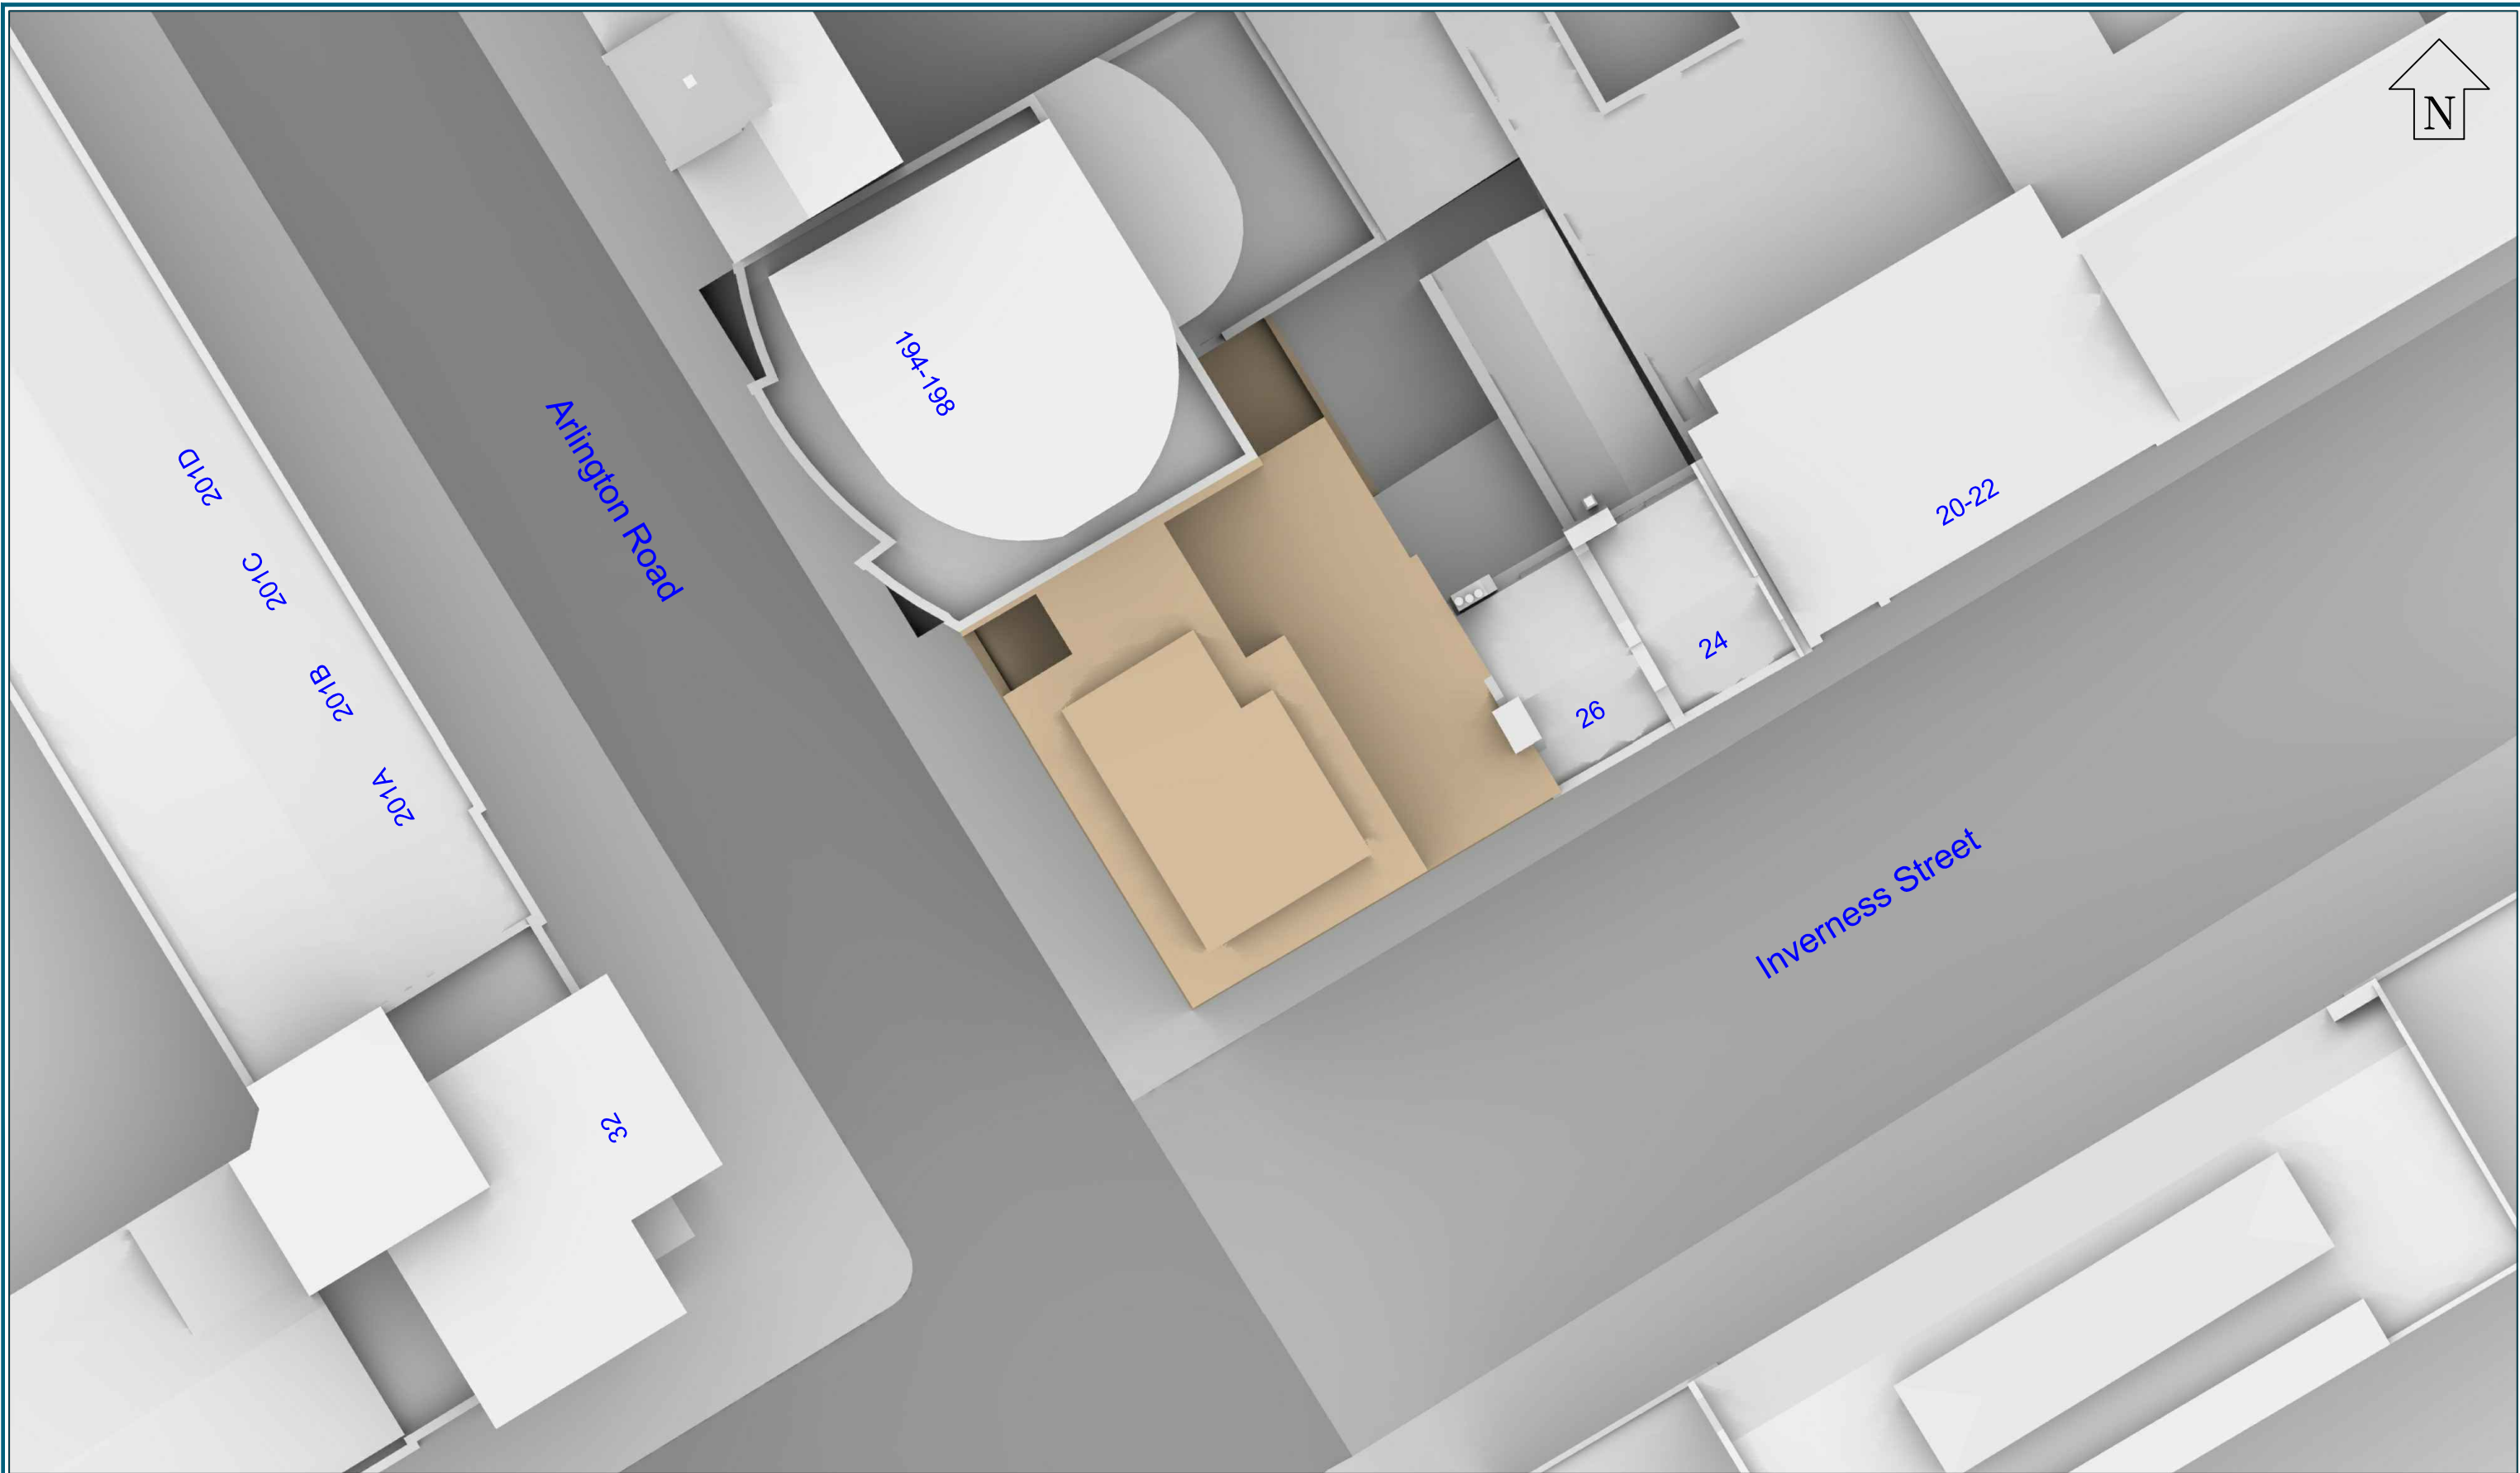 N
194-198
Arlington Road
201D
201C
201B
201A
20-22
24
26
Inverness Street
32